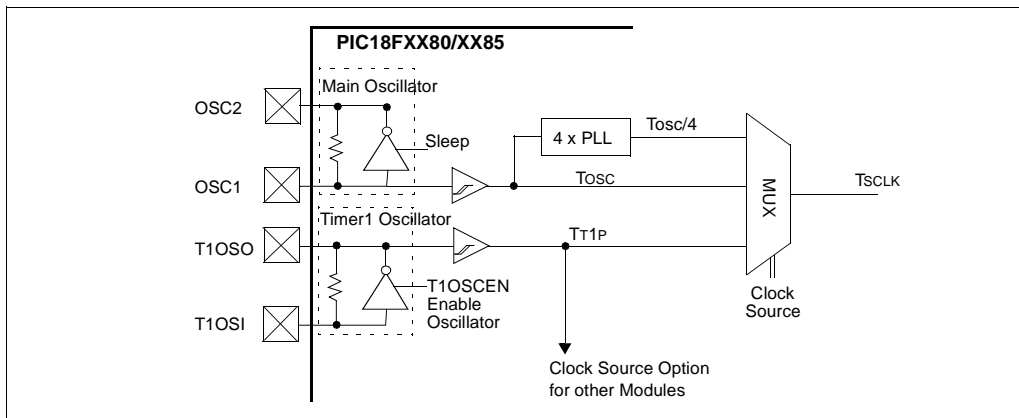 PIC18FXX80/XX85
Main Oscillator
OSC2
Sleep
4 x PLL
Tosc/4
OSC1
TOSC
MUX
TSCLK
Timer1 Oscillator
T1OSO
TT1P
T1OSCEN
Enable
Oscillator
Clock
Source
T1OSI
Clock Source Option
for other Modules